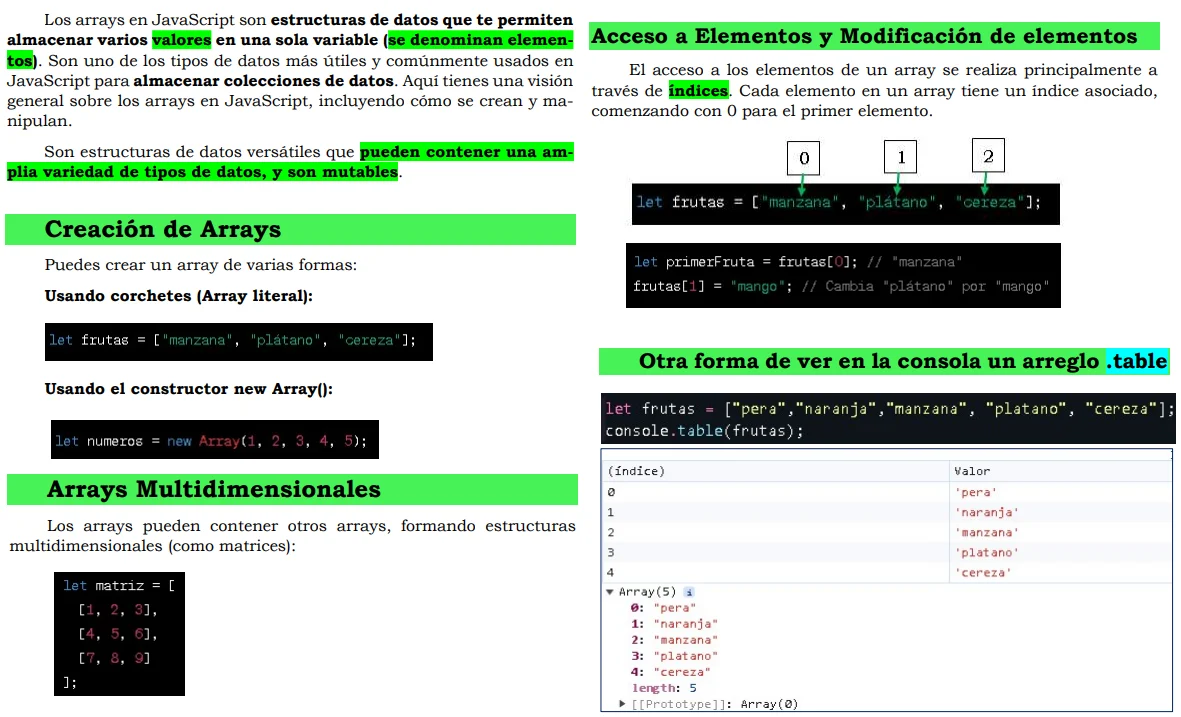 Los arrays en JavaScript son estructuras de datos que te permiten
almacenar varios valores en una sola variable (se denominan elemen-
tos). Son uno de los tipos de datos más útiles y comúnmente usados en
JavaScript para almacenar colecciones de datos. Aquí tienes una visión
general sobre los arrays en JavaScript, incluyendo cómo se crean y ma-
nipulan.
Son estructuras de datos versátiles que pueden contener una am-
plia variedad de tipos de datos, y son mutables.
Creación de Arrays
Puedes crear un array de varias formas:
Usando corchetes (Array literal):
let frutas = ["manzana", "plátano", "cereza"];
Usando el constructor new Array():
let numeros = new Array(1, 2, 3, 4, 5);
Arrays Multidimensionales
Los arrays pueden contener otros arrays, formando estructuras
multidimensionales (como matrices):
let matriz = [
[1, 2, 3],
[4, 5, 6],
[7, 8, 9]
];
Acceso a Elementos y Modificación de elementos
El acceso a los elementos de un array se realiza principalmente a
través de índices. Cada elemento en un array tiene un índice asociado,
comenzando con 0 para el primer elemento.
0 1 2
let frutas = ["manzana", "plátano", "cereza"];
let primerFruta = frutas[0]; // "manzana"
frutas[1] = "mango"; // Cambia "plátano" por "mango"
Otra forma de ver en la consola un arreglo .table
let frutas = ["pera","naranja","manzana", "platano", "cereza"];
console.table(frutas);
(índice) Valor
0 'pera'
1 'naranja'
2 'manzana'
3 'platano'
4 'cereza'
▼ Array(5) i
0: "pera"
1: "naranja"
2: "manzana"
3: "platano"
4: "cereza"
length: 5
▶ [[Prototype]]: Array(0)